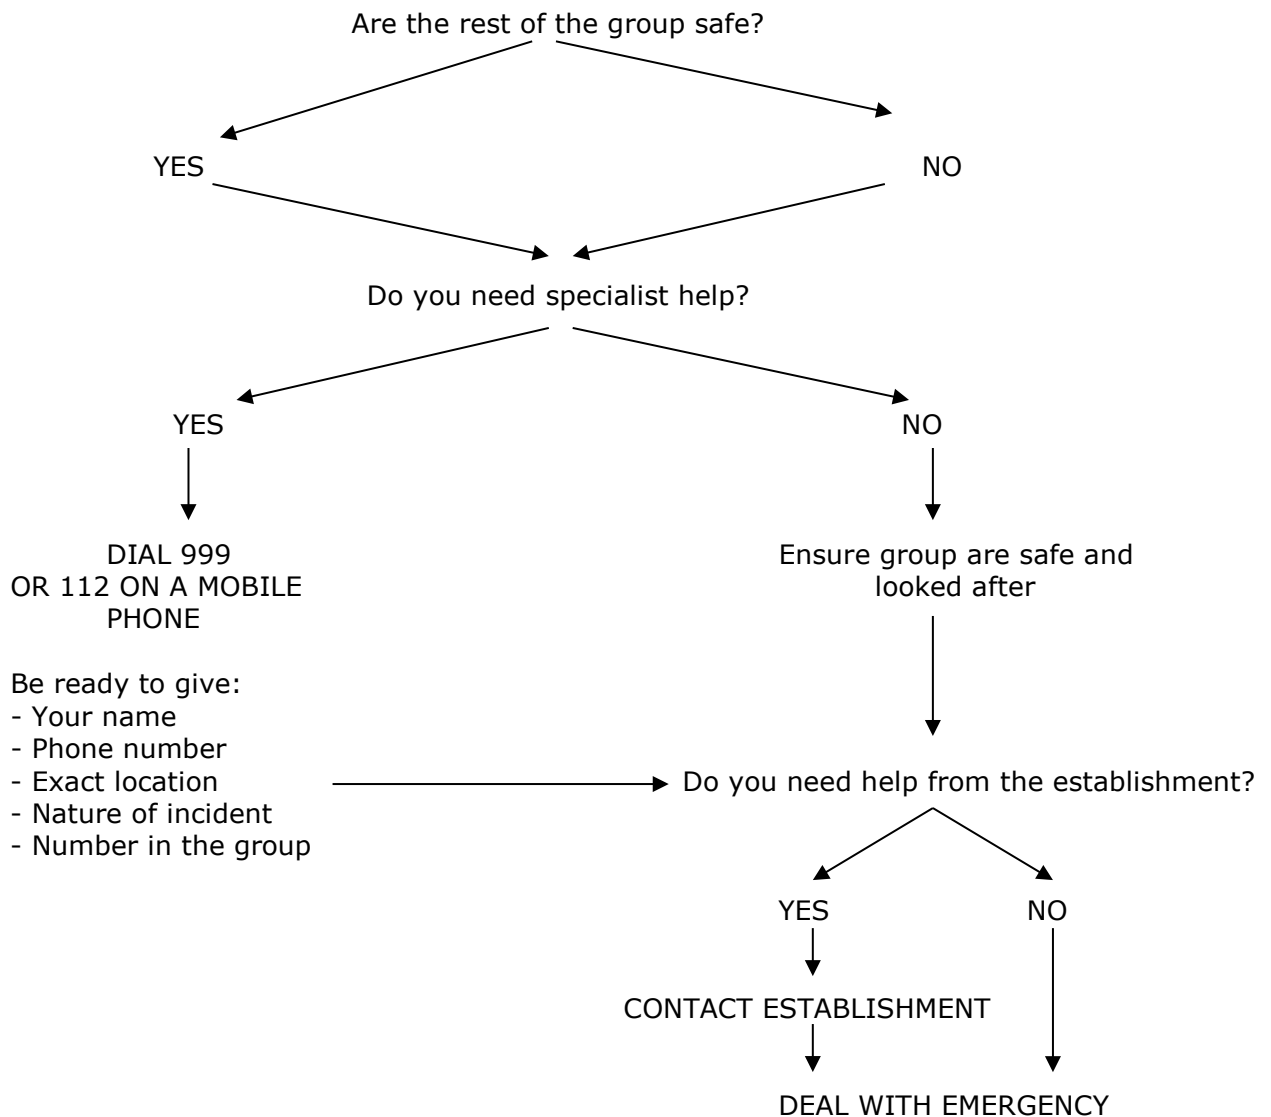 Are the rest of the group safe?
YES
NO
Do you need specialist help?
YES
NO
DIAL 999
OR 112 ON A MOBILE
PHONE
Ensure group are safe and
looked after
Be ready to give:
- Your name
- Phone number
- Exact location
- Nature of incident
- Number in the group
Do you need help from the establishment?
YES
NO
CONTACT ESTABLISHMENT
DEAL WITH EMERGENCY